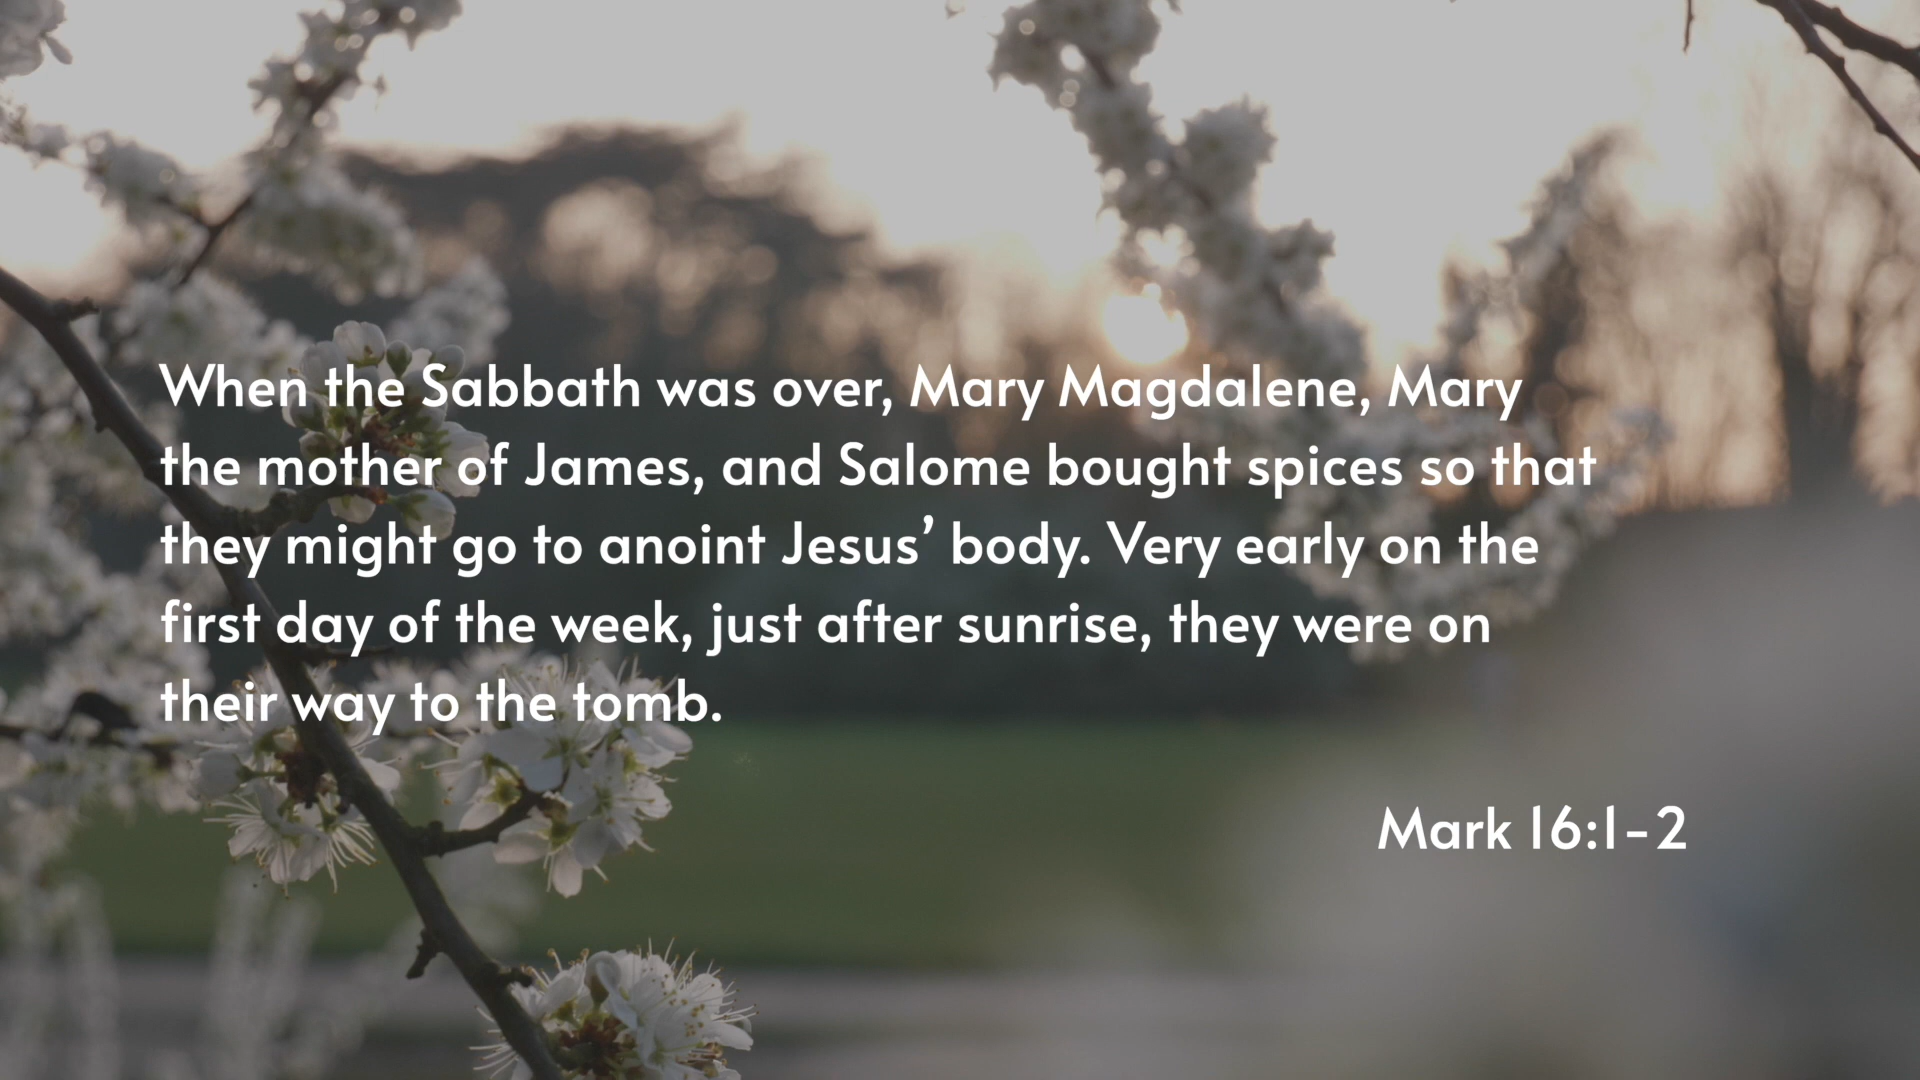 When the Sabbath was over, Mary Magdalene, Mary
the mother of James, and Salome bought spices so that
they might go to anoint Jesus’ body. Very early on the
first day of the week, just after sunrise, they were on
their way to the tomb.
Mark 16:1-2